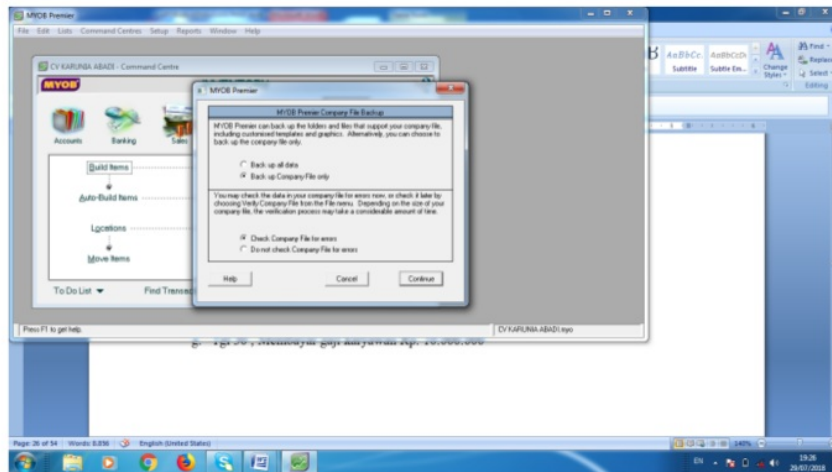 MYOB Premier
File Edit Lists Command Centres Setup Reports Window Help
CV KARUNIA ABADI - Command Centre
MYOB
Accounts
Banking
Sales
Build Items
Auto-Build Items
Locations
Move Items
To Do List
MYOB Premier
MYOB Premier Company File Backup
MYOB Premier can back up the folders and files that support your company file,
including customised templates and graphics. Alternatively, you can choose to
back up the company file only.
Back up all data
Back up Company File only
You may check the data in your company file for errors now, or check it later by
choosing Verify Company File from the File menu. Depending on the size of your
company file, the verification process may take a considerable amount of time.
Check Company File for errors
Do not check Company File for errors
Help
Cancel
Continue
Press F1 to get help.
CV KARUNIA ABADI.myo
AaBbCc.
Subtitle
AaBbCcDc
Subtle Em...
Change
Styles
Find
Replace
Select
Editing
Page: 26 of 54
Words: 8.856
English (United States)
140%
EN
19:26
29/07/2018